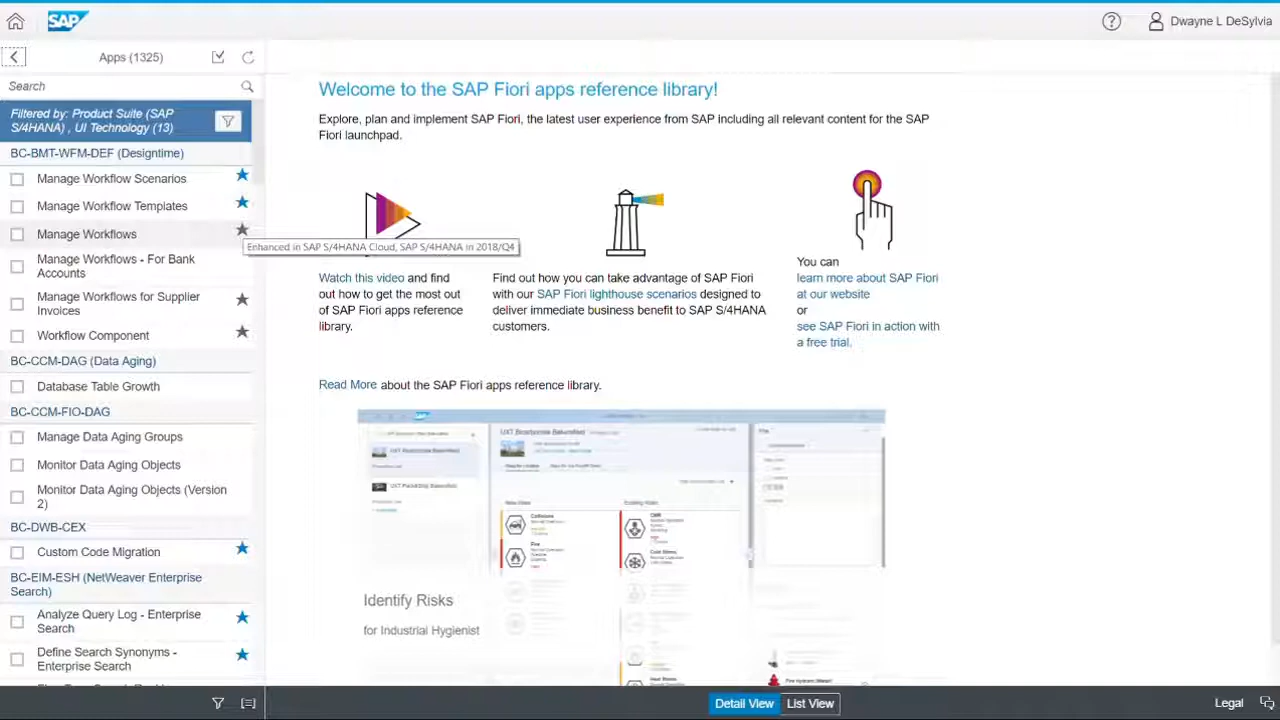 SAP
Dwayne L DeSylvia
Apps (1325)
Search
Filtered by: Product Suite (SAP
S/4HANA) , UI Technology (13)
BC-BMT-WFM-DEF (Designtime)
Manage Workflow Scenarios
Manage Workflow Templates
Manage Workflows
Manage Workflows - For Bank
Accounts
Manage Workflows for Supplier
Invoices
Workflow Component
BC-CCM-DAG (Data Aging)
Database Table Growth
BC-CCM-FIO-DAG
Manage Data Aging Groups
Monitor Data Aging Objects
Monitor Data Aging Objects (Version
2)
BC-DWB-CEX
Custom Code Migration
BC-EIM-ESH (NetWeaver Enterprise
Search)
Analyze Query Log - Enterprise
Search
Define Search Synonyms -
Enterprise Search
Welcome to the SAP Fiori apps reference library!
Explore, plan and implement SAP Fiori, the latest user experience from SAP including all relevant content for the SAP
Fiori launchpad.
Enhanced in SAP S/4HANA Cloud, SAP S/4HANA in 2018/Q4
Watch this video and find
out how to get the most out
of SAP Fiori apps reference
library.
Find out how you can take advantage of SAP Fiori
with our SAP Fiori lighthouse scenarios designed to
deliver immediate business benefit to SAP S/4HANA
customers.
You can
learn more about SAP Fiori
at our website
or
see SAP Fiori in action with
a free trial.
Read More about the SAP Fiori apps reference library.
SAP
Identify Risks
for Industrial Hygienist
Detail View
List View
Legal